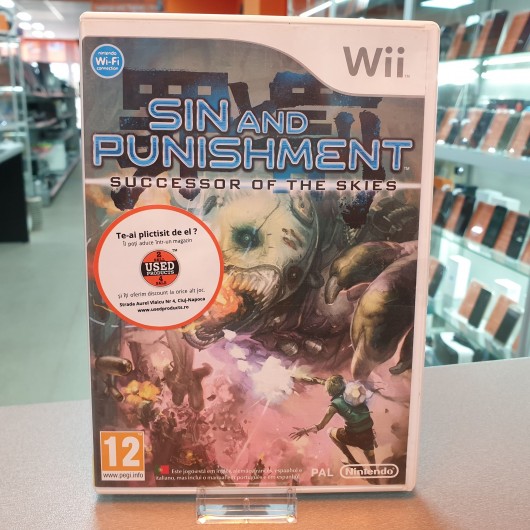 Nintendo
Wi-Fi
connection
Wii
SIN AND
PUNISHMENT
SUCCESSOR OF THE SKIES
Te-ai plictisit de el ?
Îl poți aduce într-un magazin
USED
PRODUCTS
și îți oferim discount la orice alt joc.
Strada Aurel Vlaicu Nr 4, Cluj-Napoca
www.usedproducts.ro
12
www.pegi.info
PAL
Nintendo